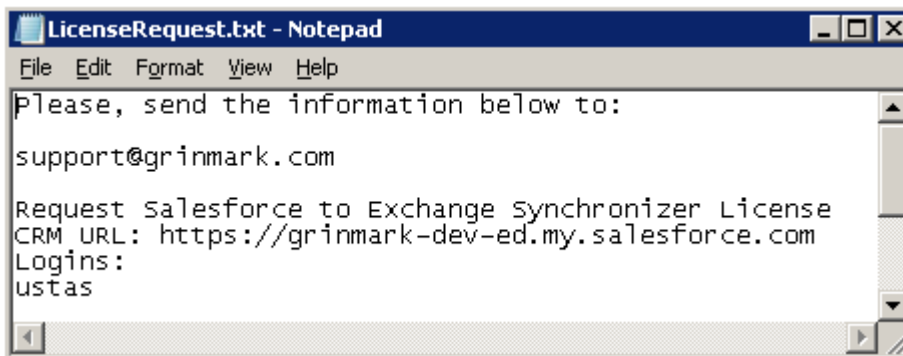 LicenseRequest.txt - Notepad
File Edit Format View Help
Please, send the information below to:
support@grinmark.com
Request Salesforce to Exchange Synchronizer License
CRM URL: https://grinmark-dev-ed.my.salesforce.com
Logins:
ustas